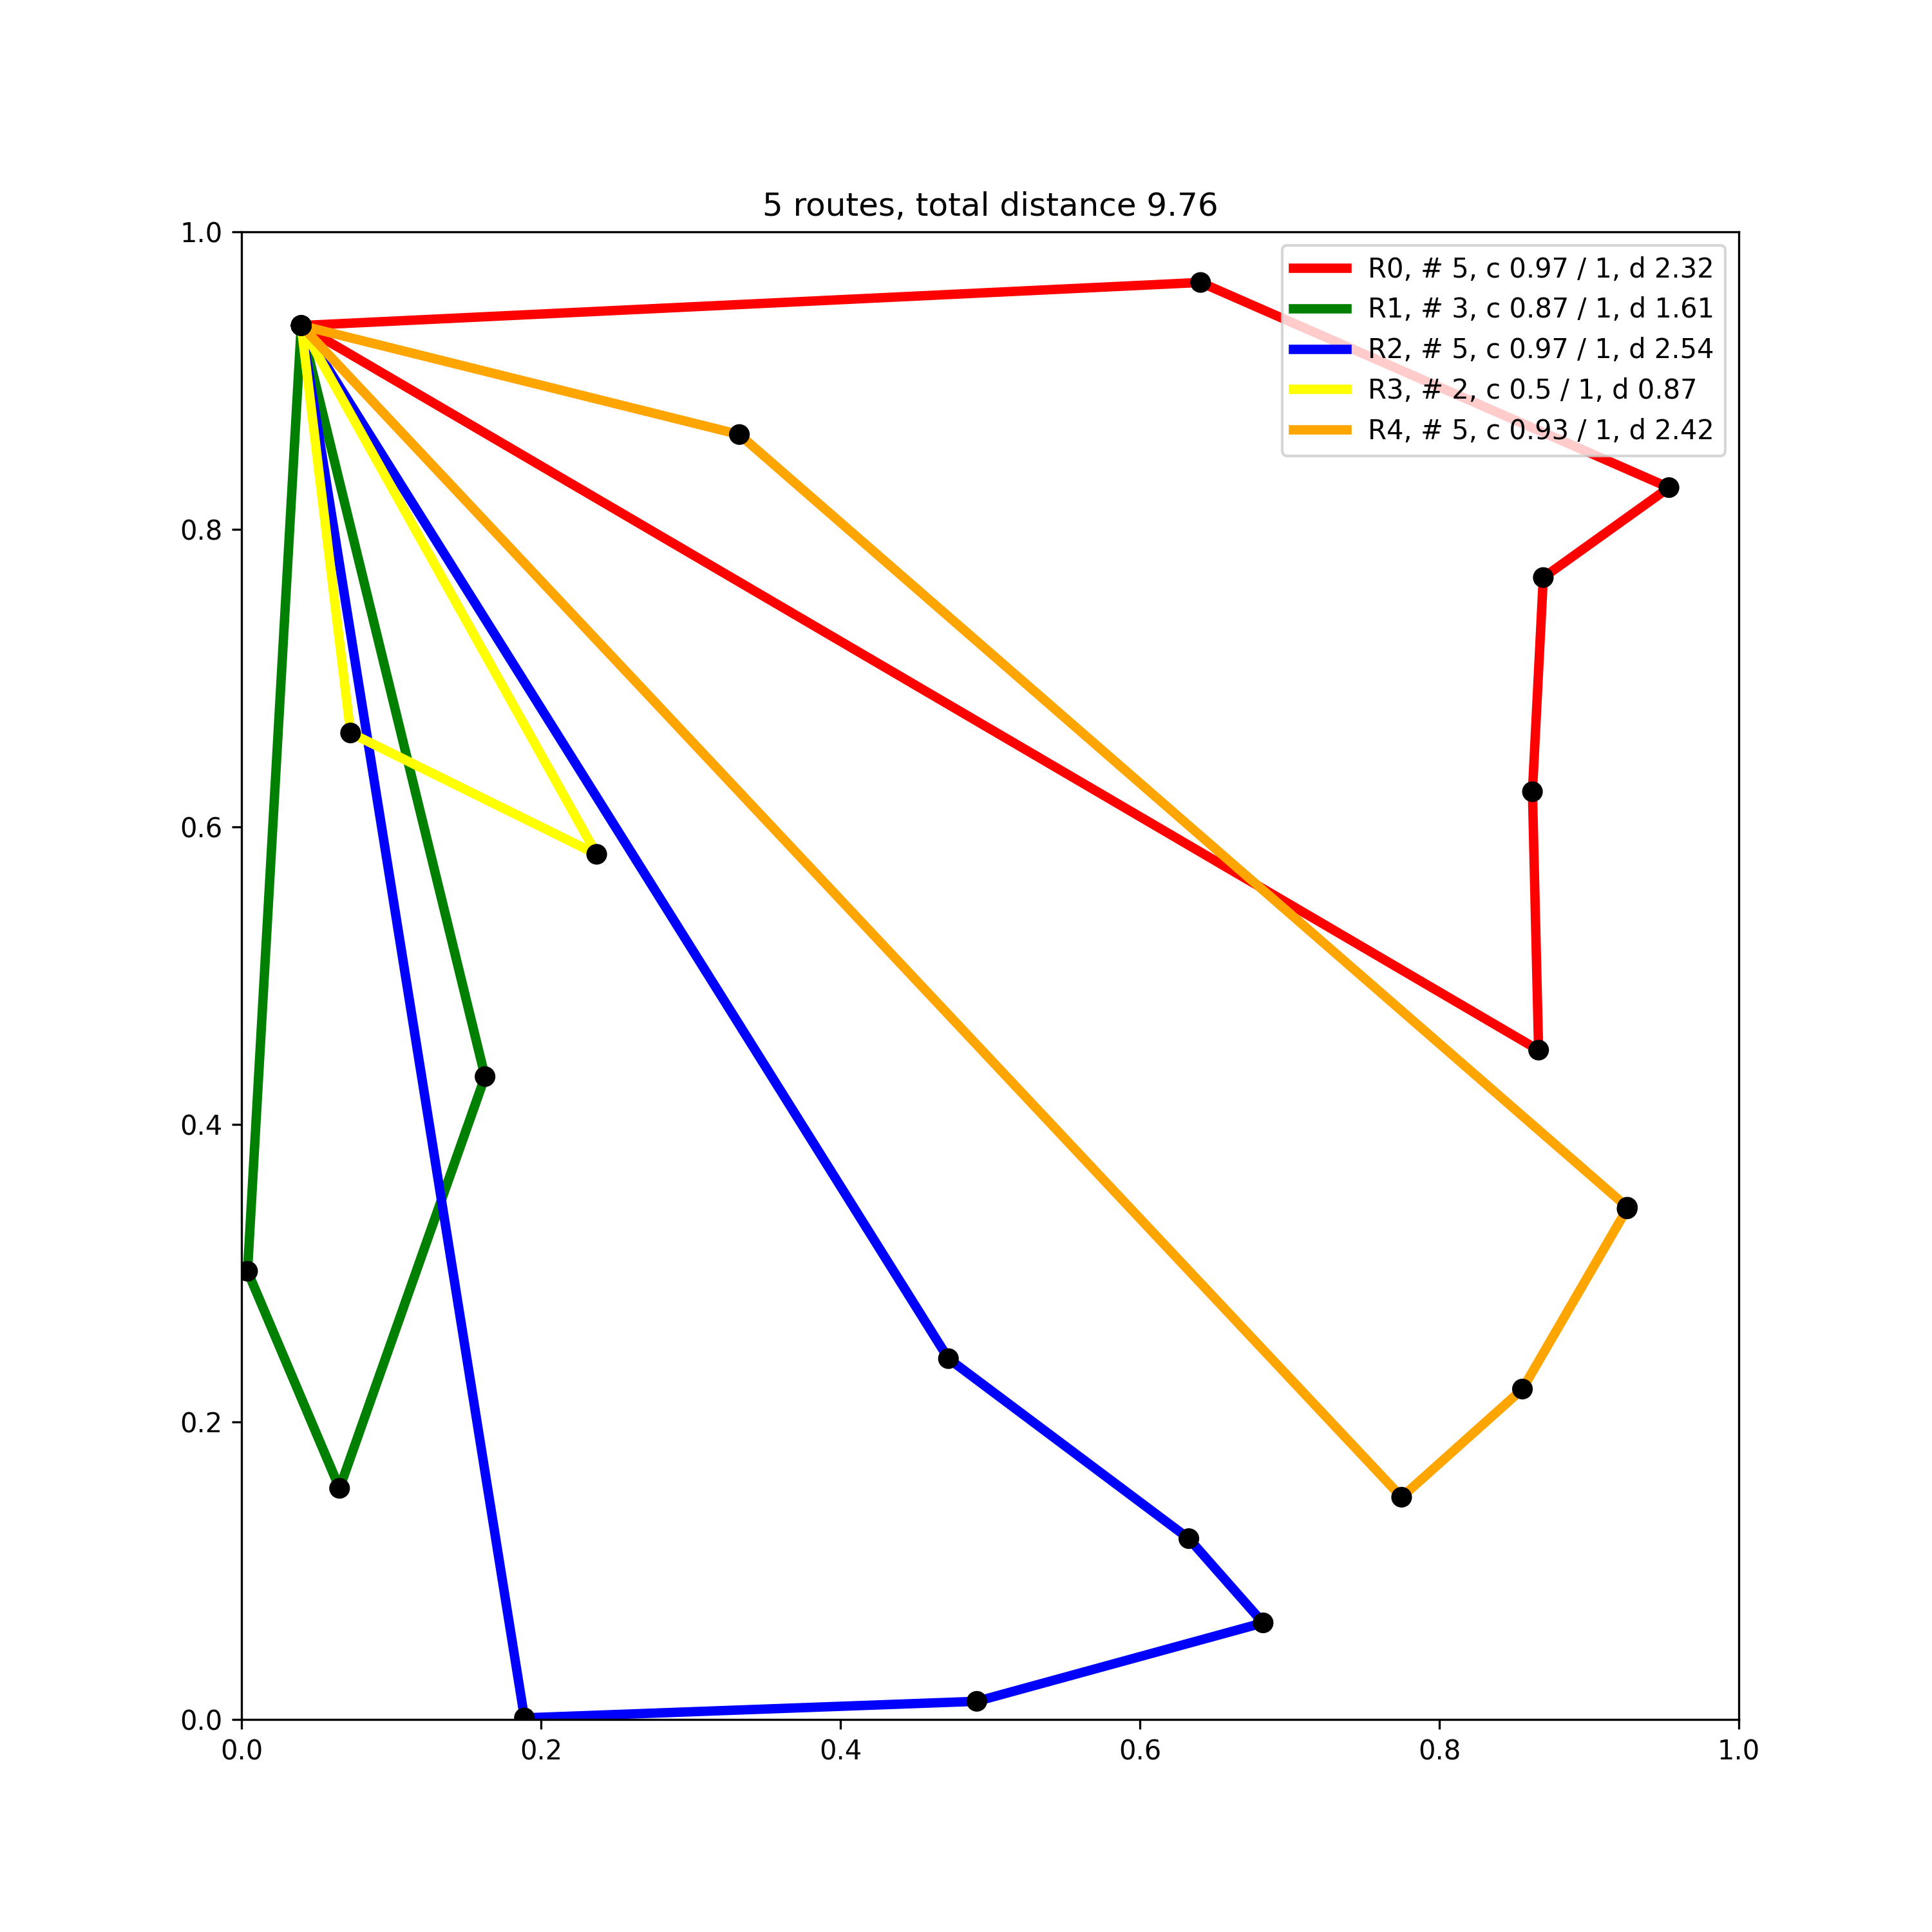 5 routes, total distance 9.76
1.0
0.8
0.6
0.4
0.2
0.0
R0, # 5, c 0.97 / 1, d 2.32
R1, # 3, c 0.87 / 1, d 1.61
R2, # 5, c 0.97 / 1, d 2.54
R3, # 2, c 0.5 / 1, d 0.87
R4, # 5, c 0.93 / 1, d 2.42
0.0 0.2 0.4 0.6 0.8 1.0